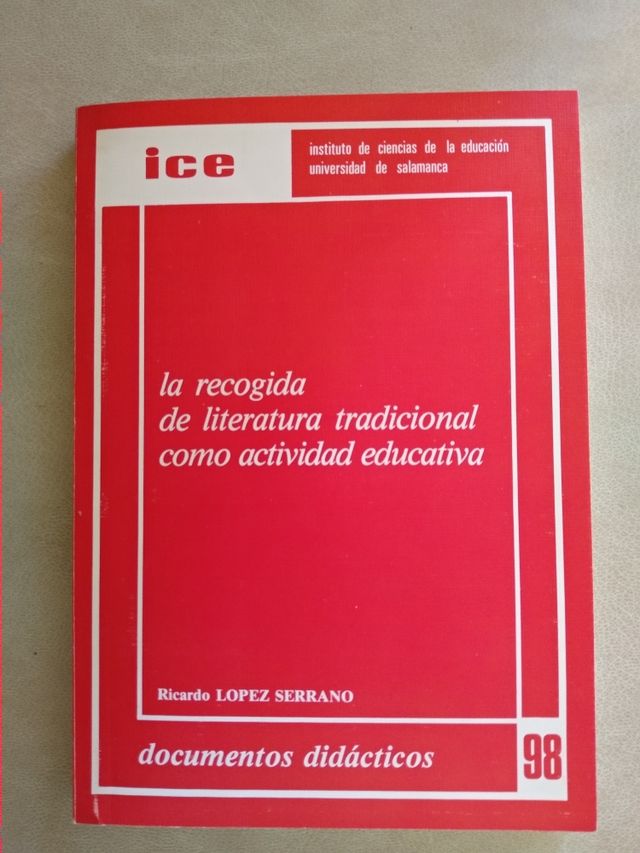 ice
instituto de ciencias de la educación
universidad de salamanca
la recogida
de literatura tradicional
como actividad educativa
Ricardo LOPEZ SERRANO
documentos didácticos
98